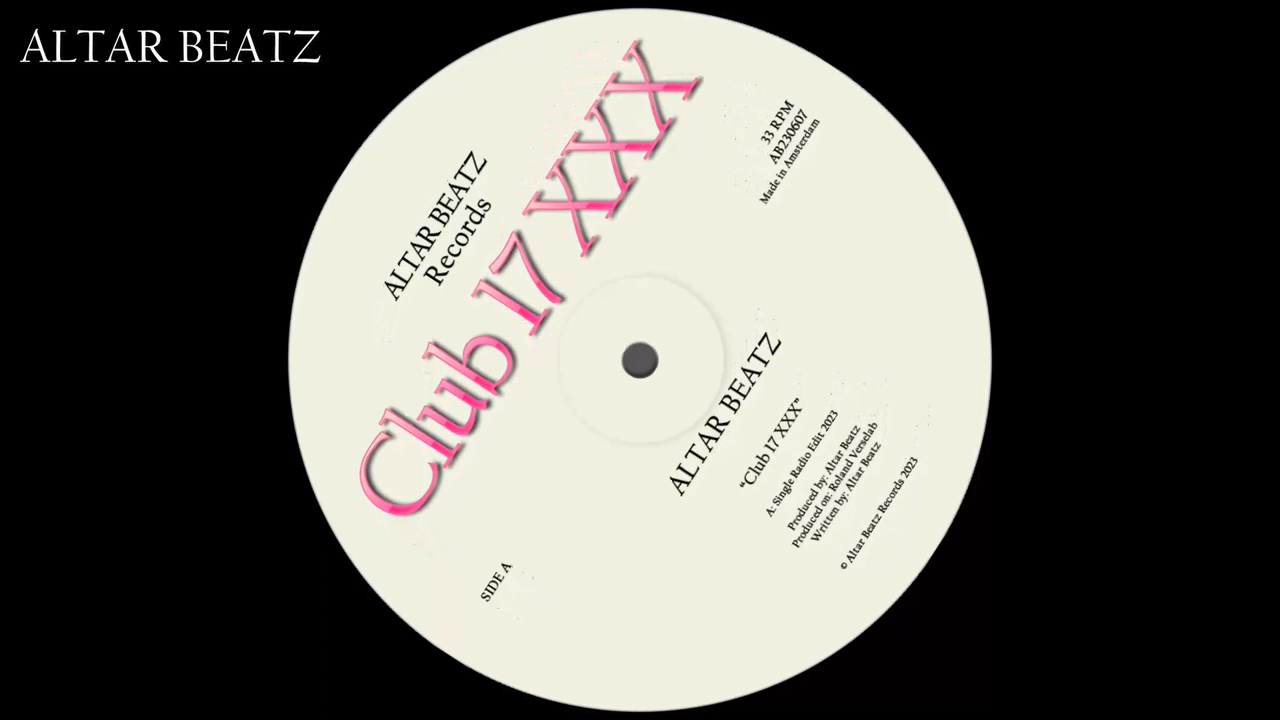 ALTAR BEATZ
ALTAR BEATZ
Records
Club 17 XXX
33 RPM
AB230607
Made in Amsterdam
SIDE A
ALTAR BEATZ
“Club 17 XXX”
A: Single Radio Edit 2023
Produced by: Altar Beatz
Produced on: Roland Verselab
Written by: Altar Beatz
© Altar Beatz Records 2023